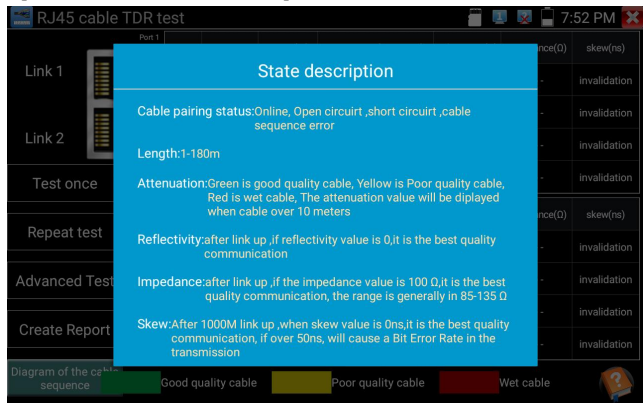 RJ45 cable TDR test
7:52 PM
Port 1
Link 1
Link 2
Test once
Repeat test
Advanced Test
Create Report
Diagram of the cable
sequence
State description
Cable pairing status:Online, Open circuirt ,short circuirt ,cable
sequence error
Length:1-180m
Attenuation:Green is good quality cable, Yellow is Poor quality cable,
Red is wet cable, The attenuation value will be diplayed
when cable over 10 meters
Reflectivity:after link up ,if reflectivity value is 0,it is the best quality
communication
Impedance:after link up ,if the impedance value is 100 Ω,it is the best
quality communication, the range is generally in 85-135 Ω
Skew:After 1000M link up ,when skew value is 0ns,it is the best quality
communication, if over 50ns, will cause a Bit Error Rate in the
transmission
nce(Ω) skew(ns)
- invalidation
- invalidation
- invalidation
- invalidation
nce(Ω) skew(ns)
- invalidation
- invalidation
- invalidation
- invalidation
Good quality cable
Poor quality cable
Wet cable
?